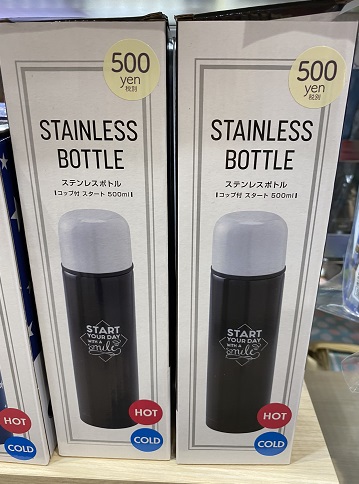 500
yen
税別
STAINLESS
BOTTLE
ステンレスボトル
コップ付 スタート 500ml
START
YOUR DAY
WITH A
smile
HOT
COLD
500
yen
税別
STAINLESS
BOTTLE
ステンレスボトル
コップ付 スタート 500ml
START
YOUR DAY
WITH A
smile
HOT
COLD
HOT
COLD